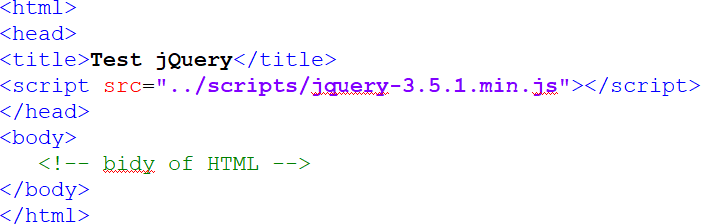 <html>
<head>
<title>Test jQuery</title>
<script src="../scripts/jquery-3.5.1.min.js"></script>
</head>
<body>
<!-- bidy of HTML -->
</body>
</html>